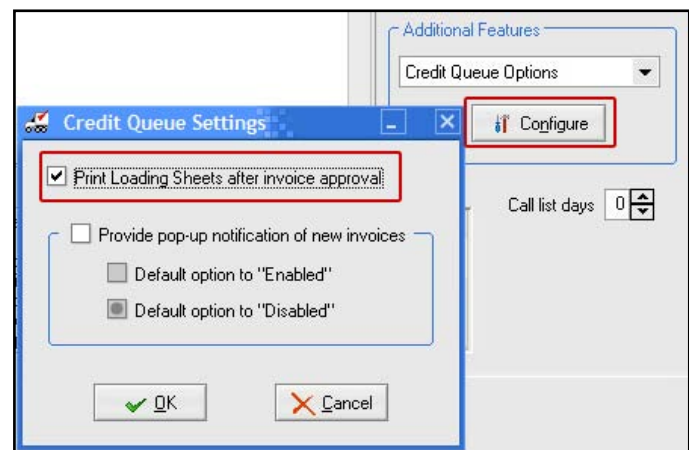 Additional Features
Credit Queue Options
Configure
Call list days 0
Credit Queue Settings
Print Loading Sheets after invoice approval
Provide pop-up notification of new invoices
Default option to "Enabled"
Default option to "Disabled"
OK
Cancel